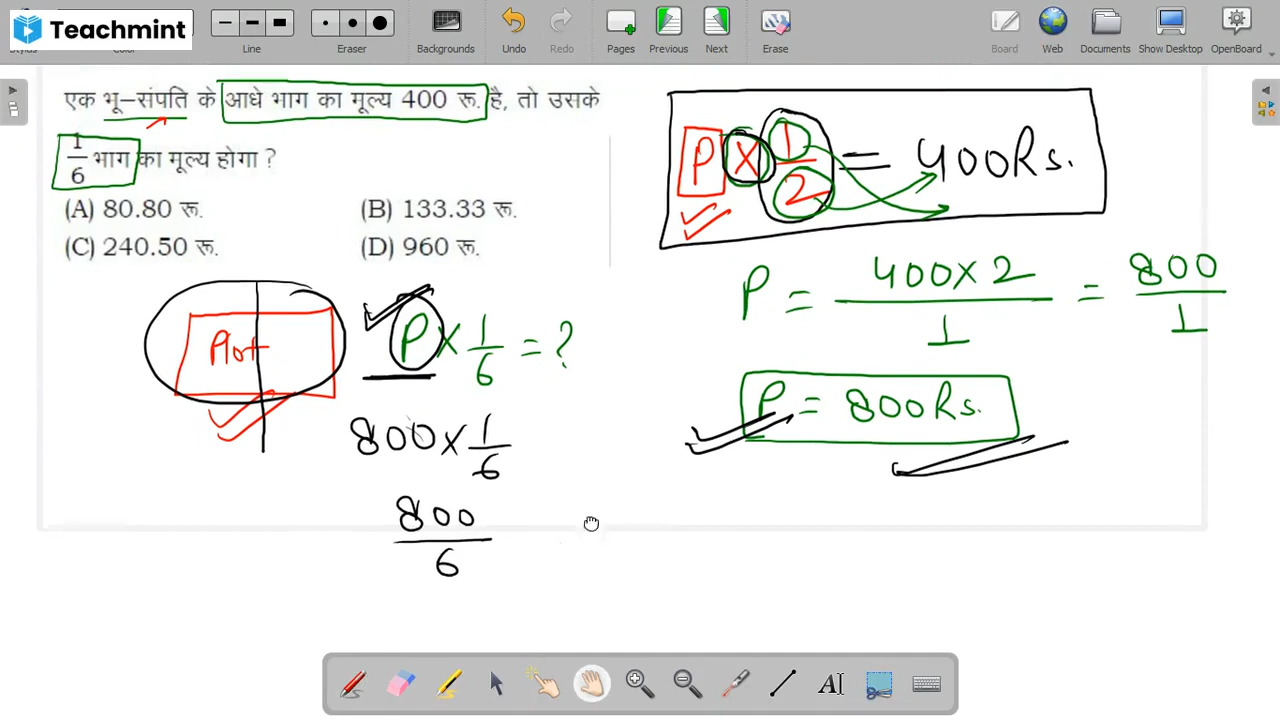 Teachmint
Line
Eraser
Backgrounds
Undo
Redo
Pages
Previous
Next
Erase
Board
Web
Documents
Show Desktop
OpenBoard
एक भू-संपति के आधे भाग का मूल्य 400 रू. है, तो उसके
1/6 भाग का मूल्य होगा ?
(A) 80.80 रू. (B) 133.33 रू.
(C) 240.50 रू. (D) 960 रू.
Plot
P × 1/6 = ?
800 × 1/6
800/6
P × 1/2 = 400Rs.
P = 400×2/1 = 800/1
P = 800Rs.